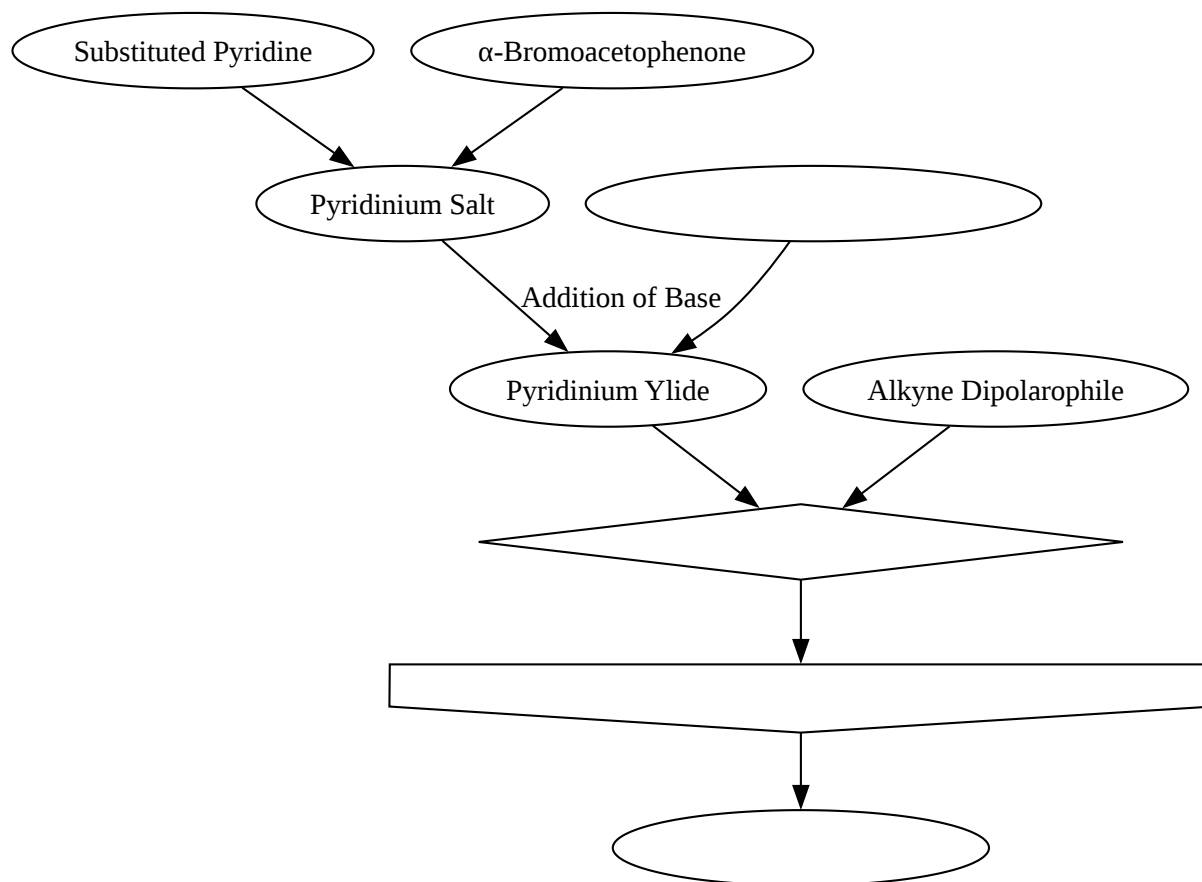 Substituted Pyridine
α-Bromoacetophenone
Pyridinium Salt
Addition of Base
Pyridinium Ylide
Alkyne Dipolarophile